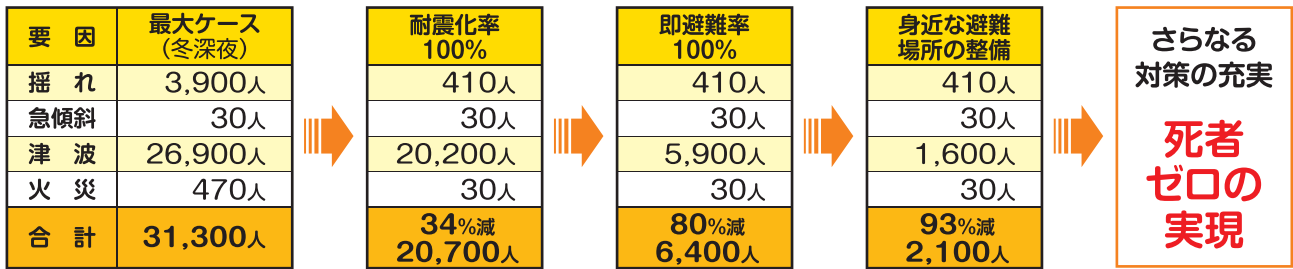 要因 最大ケース
（冬深夜）
揺れ 3,900人
急傾斜 30人
津波 26,900人
火災 470人
合計 31,300人
耐震化率
100%
410人
30人
20,200人
30人
34%減
20,700人
即避難率
100%
410人
30人
5,900人
30人
80%減
6,400人
身近な避難
場所の整備
410人
30人
1,600人
30人
93%減
2,100人
さらなる
対策の充実
死者
ゼロの
実現